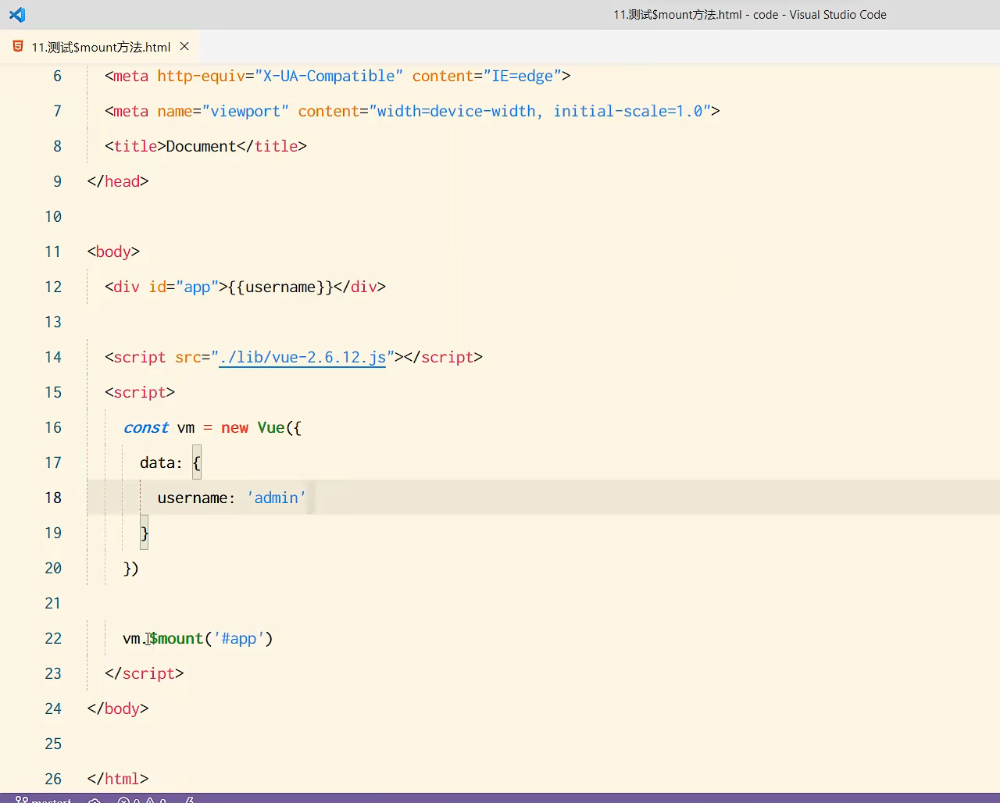 11.测试$mount方法.html - code - Visual Studio Code
11.测试$mount方法.html
6 <meta http-equiv="X-UA-Compatible" content="IE=edge">
7 <meta name="viewport" content="width=device-width, initial-scale=1.0">
8 <title>Document</title>
9 </head>
10
11 <body>
12 <div id="app">{{username}}</div>
13
14 <script src="./lib/vue-2.6.12.js"></script>
15 <script>
16 const vm = new Vue({
17 data: {
18 username: 'admin'
19 }
20 })
21
22 vm.$mount('#app')
23 </script>
24 </body>
25
26 </html>
master* 0 0